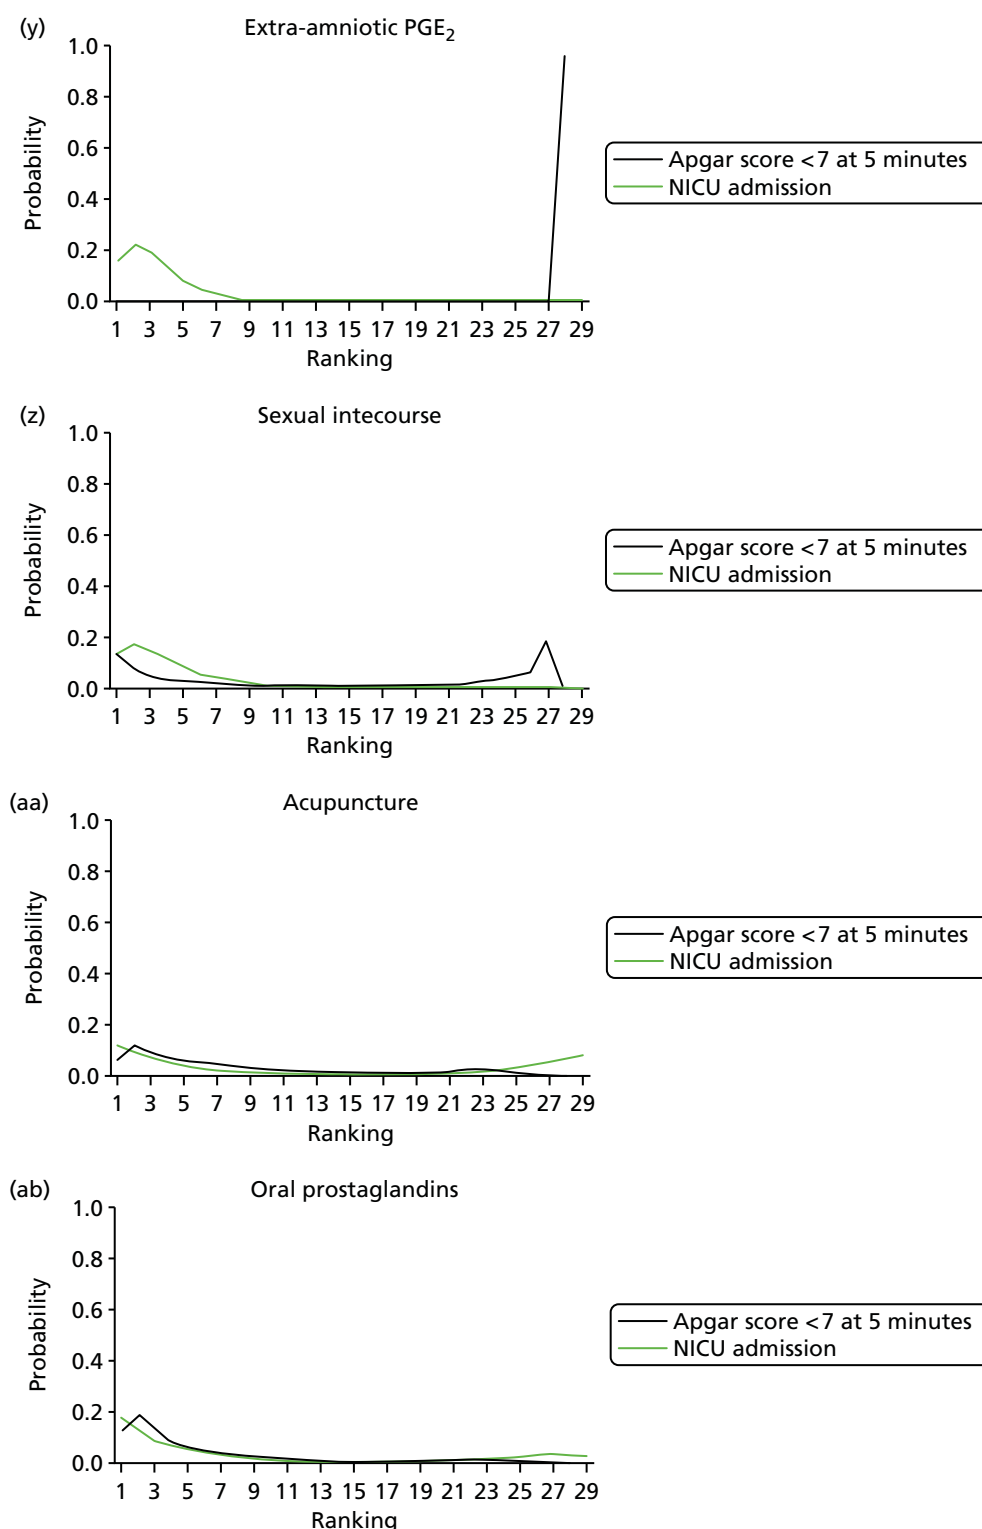 (y)
Extra-amniotic PGE₂
1.0
0.8
0.6
0.4
0.2
0.0
Probability
1 3 5 7 9 11 13 15 17 19 21 23 25 27 29
Ranking
Apgar score <7 at 5 minutes
NICU admission
(z)
Sexual intecourse
1.0
0.8
0.6
0.4
0.2
0.0
Probability
1 3 5 7 9 11 13 15 17 19 21 23 25 27 29
Ranking
Apgar score <7 at 5 minutes
NICU admission
(aa)
Acupuncture
1.0
0.8
0.6
0.4
0.2
0.0
Probability
1 3 5 7 9 11 13 15 17 19 21 23 25 27 29
Ranking
Apgar score <7 at 5 minutes
NICU admission
(ab)
Oral prostaglandins
1.0
0.8
0.6
0.4
0.2
0.0
Probability
1 3 5 7 9 11 13 15 17 19 21 23 25 27 29
Ranking
Apgar score <7 at 5 minutes
NICU admission